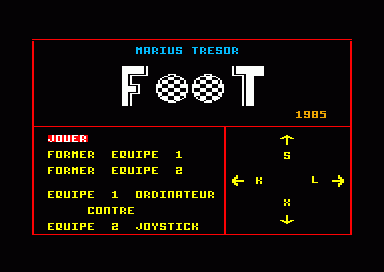 MARIUS TRESOR
FOOT
1985
JOUER
FORMER EQUIPE 1
FORMER EQUIPE 2
EQUIPE 1 ORDINATEUR
CONTRE
EQUIPE 2 JOYSTICK
S
K L
X